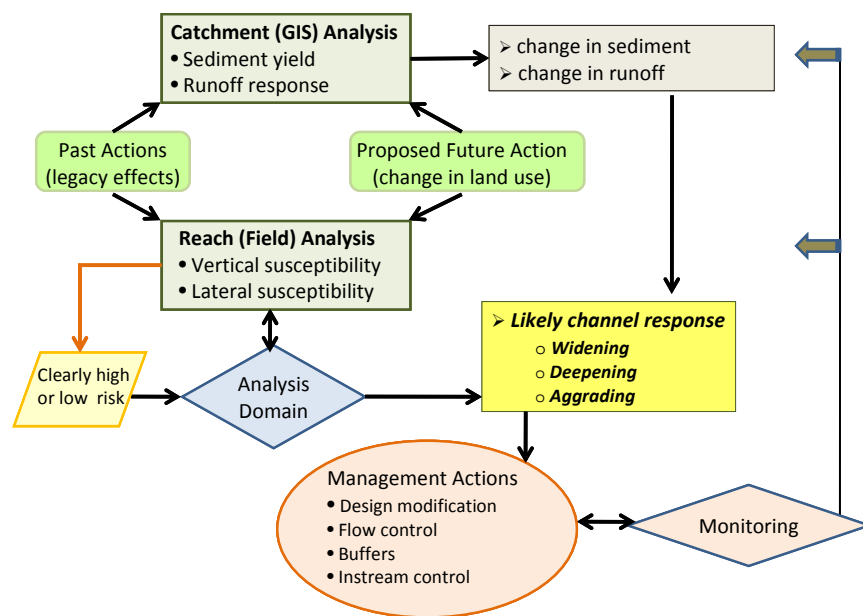 Catchment (GIS) Analysis
• Sediment yield
• Runoff response
➢ change in sediment
➢ change in runoff
Past Actions
(legacy effects)
Proposed Future Action
(change in land use)
Reach (Field) Analysis
• Vertical susceptibility
• Lateral susceptibility
➢ Likely channel response
o Widening
o Deepening
o Aggrading
Clearly high
or low risk
Analysis
Domain
Management Actions
• Design modification
• Flow control
• Buffers
• Instream control
Monitoring